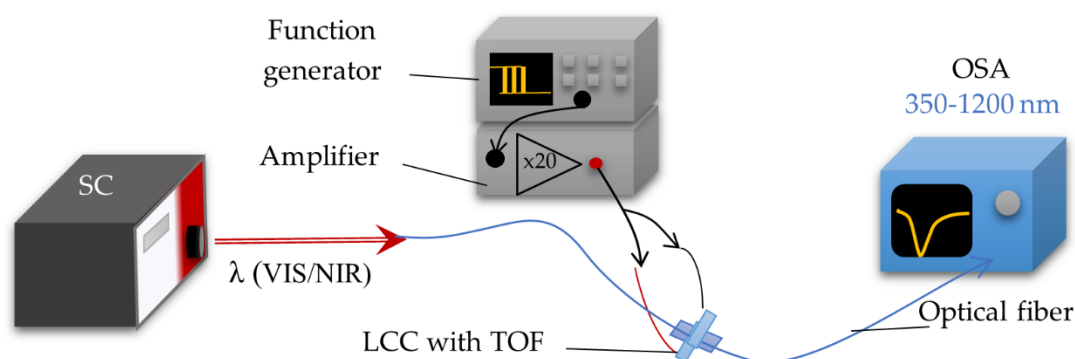 Function
generator
OSA
350-1200 nm
Amplifier
x20
SC
λ (VIS/NIR)
Optical fiber
LCC with TOF